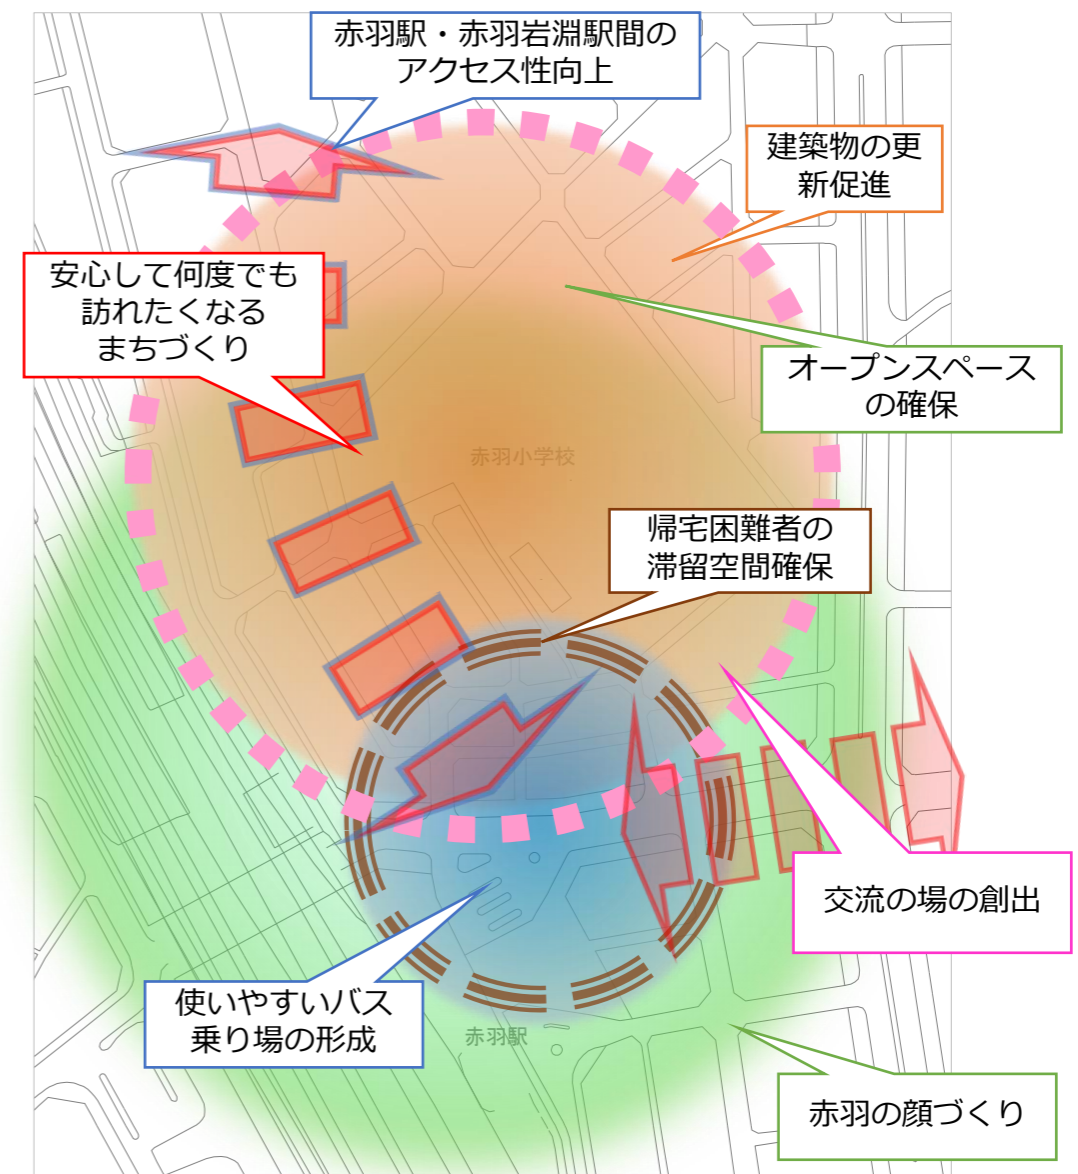 赤羽駅・赤羽岩淵駅間の
アクセス性向上
建築物の更
新促進
安心して何度でも
訪れたくなる
まちづくり
オープンスペース
の確保
赤羽小学校
帰宅困難者の
滞留空間確保
交流の場の創出
使いやすいバス
乗り場の形成
赤羽駅
赤羽の顔づくり